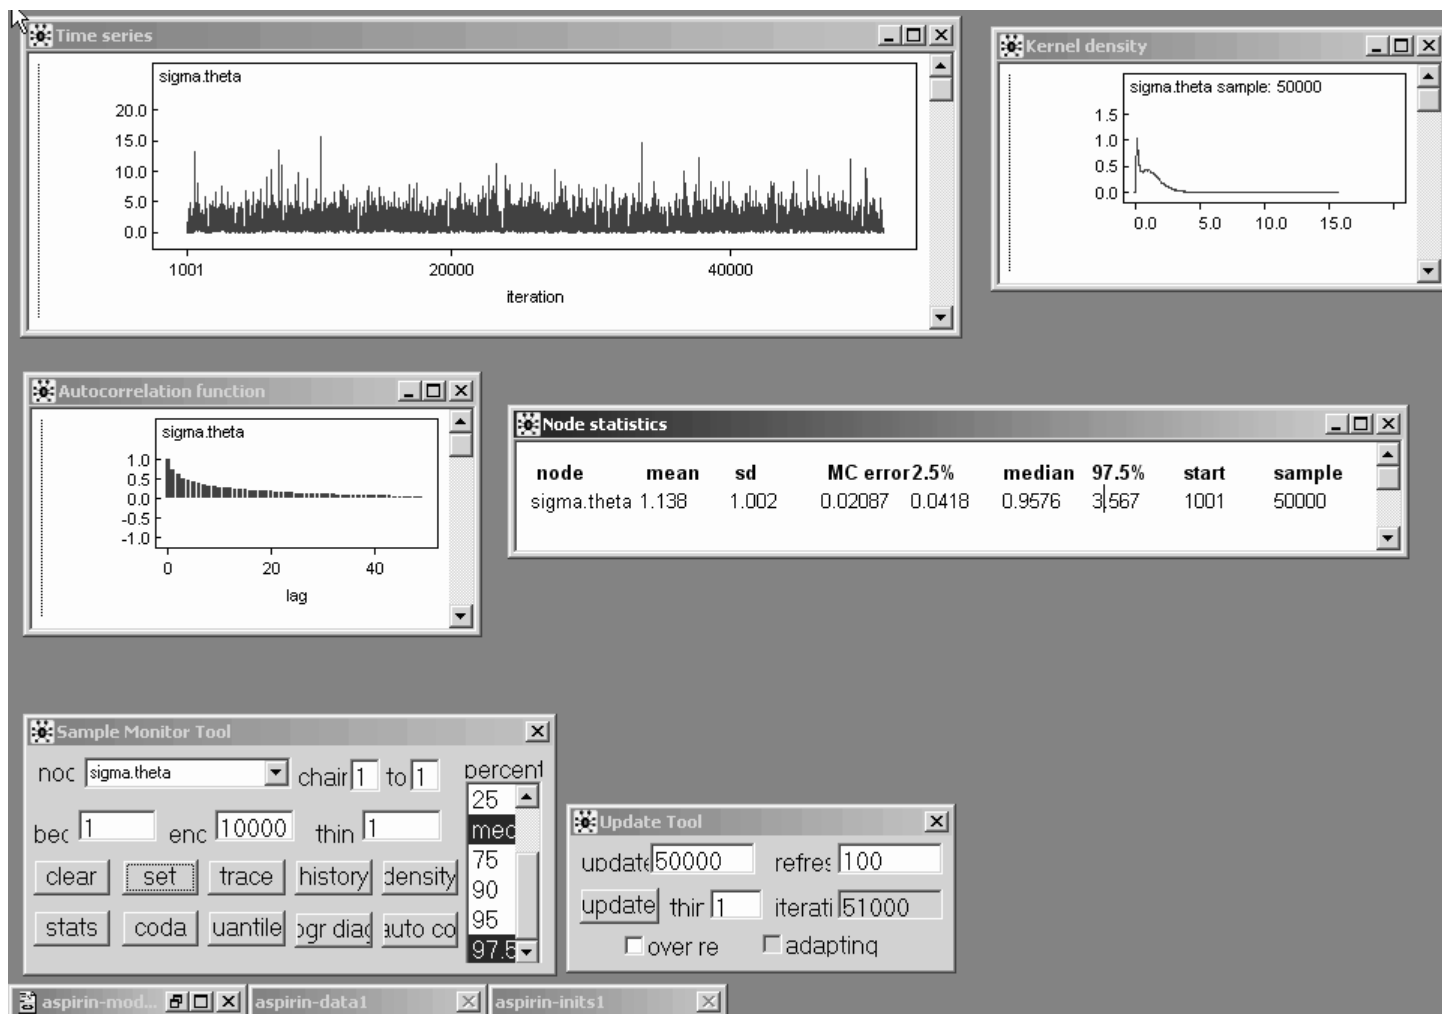 Time series
sigma.theta
20.0
15.0
10.0
5.0
0.0
1001 20000 40000
iteration
Kernel density
sigma.theta sample: 50000
1.5
1.0
0.5
0.0
0.0 5.0 10.0 15.0
Autocorrelation function
sigma.theta
1.0
0.5
0.0
-0.5
-1.0
0 20 40
lag
Node statistics
node mean sd MC error 2.5% median 97.5% start sample
sigma.theta 1.138 1.002 0.02087 0.0418 0.9576 3.567 1001 50000
Sample Monitor Tool
noc sigma.theta chair 1 to 1 percent
bec 1 enc 10000 thin 1
25
med
75
90
95
97.5
clear set trace history density
stats coda uantile ogr diag auto co
Update Tool
update 50000 refres 100
update thir 1 iterati 51000
over re adapting
aspirin-mod... aspirin-data1 aspirin-inits1